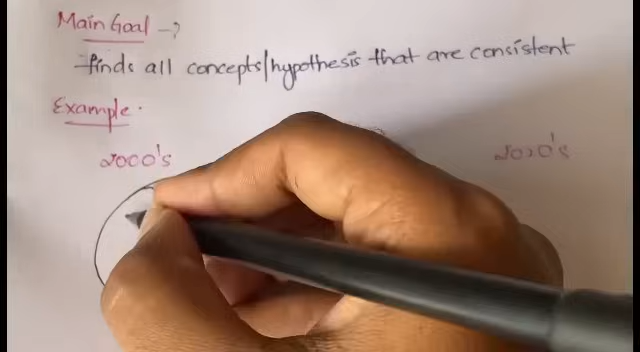 Main Goal -?
finds all concepts/hypothesis that are consistent
Example.
2000's 2020's